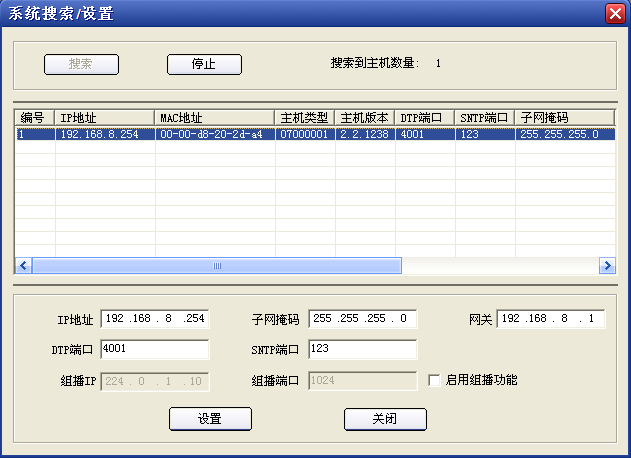 系统搜索/设置
搜索 停止 搜索到主机数量: 1
编号 IP地址 MAC地址 主机类型 主机版本 DTP端口 SNTP端口 子网掩码
1 192.168.8.254 00-00-d8-20-2d-a4 07000001 2.2.1238 4001 123 255.255.255.0
IP地址 192 .168 . 8 .254 子网掩码 255 .255 .255 . 0 网关 192 .168 . 8 . 1
DTP端口 4001 SNTP端口 123
组播IP 224 . 0 . 1 .10 组播端口 1024 启用组播功能
设置 关闭